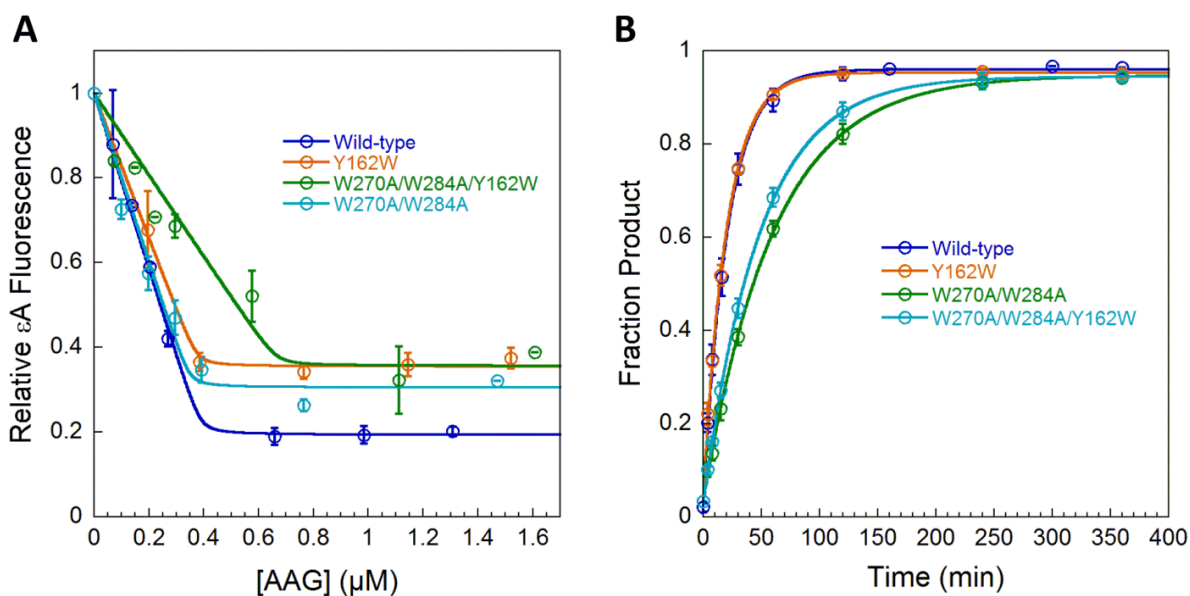 A
Relative εA Fluorescence
1
0.8
0.6
0.4
0.2
0
0 0.2 0.4 0.6 0.8 1 1.2 1.4 1.6
[AAG] (µM)
Wild-type
Y162W
W270A/W284A/Y162W
W270A/W284A
B
Fraction Product
1
0.8
0.6
0.4
0.2
0
0 50 100 150 200 250 300 350 400
Time (min)
Wild-type
Y162W
W270A/W284A
W270A/W284A/Y162W